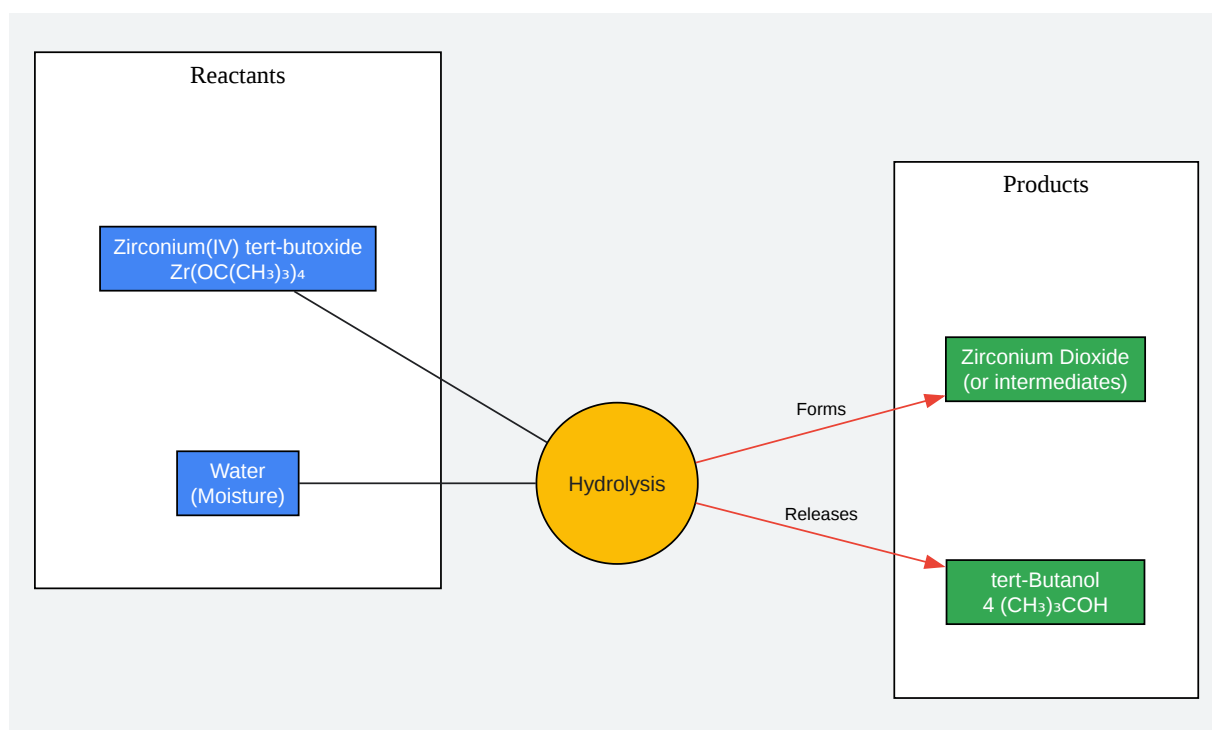 Reactants
Zirconium(IV) tert-butoxide
Zr(OC(CH₃)₃)₄
Water
(Moisture)
Hydrolysis
Forms
Releases
Products
Zirconium Dioxide
(or intermediates)
tert-Butanol
4 (CH₃)₃COH